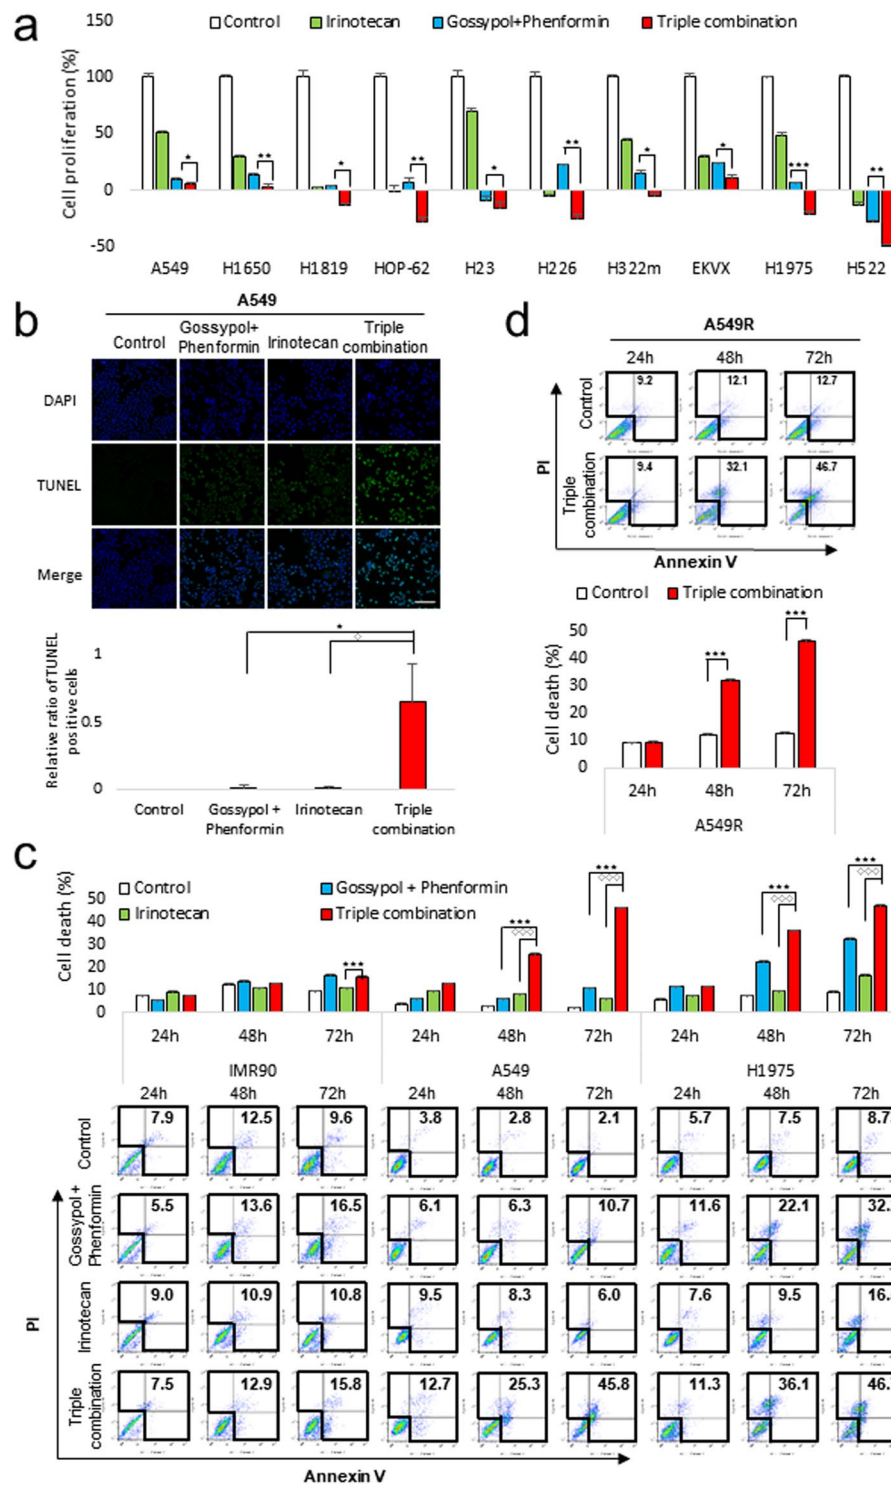 a
Control Irinotecan Gossypol+Phenformin Triple combination
Cell proliferation (%)
150
100
50
0
-50
* ** * ** * ** * * *** **
A549 H1650 H1819 HOP-62 H23 H226 H322m EKVX H1975 H522
b
A549
Control Gossypol+ Phenformin Irinotecan Triple combination
DAPI
TUNEL
Merge
Relative ratio of TUNEL
positive cells
1
0.5
0
*
◇
Control Gossypol + Phenformin Irinotecan Triple combination
d
A549R
24h 48h 72h
Control
9.2 12.1 12.7
Triple combination
9.4 32.1 46.7
PI
Annexin V
Control Triple combination
Cell death (%)
50
40
30
20
10
0
*** ***
24h 48h 72h
A549R
c
Control Gossypol + Phenformin
Irinotecan Triple combination
Cell death (%)
50
40
30
20
10
0
*** *** ◇◇◇ *** ◇◇◇ *** ◇◇◇ *** ◇◇◇
24h 48h 72h 24h 48h 72h 24h 48h 72h
IMR90 A549 H1975
24h 48h 72h 24h 48h 72h 24h 48h 72h
Control
7.9 12.5 9.6 3.8 2.8 2.1 5.7 7.5 8.7
Gossypol + Phenformin
5.5 13.6 16.5 6.1 6.3 10.7 11.6 22.1 32.
Irinotecan
9.0 10.9 10.8 9.5 8.3 6.0 7.6 9.5 16.
Triple combination
7.5 12.9 15.8 12.7 25.3 45.8 11.3 36.1 46.
PI
Annexin V